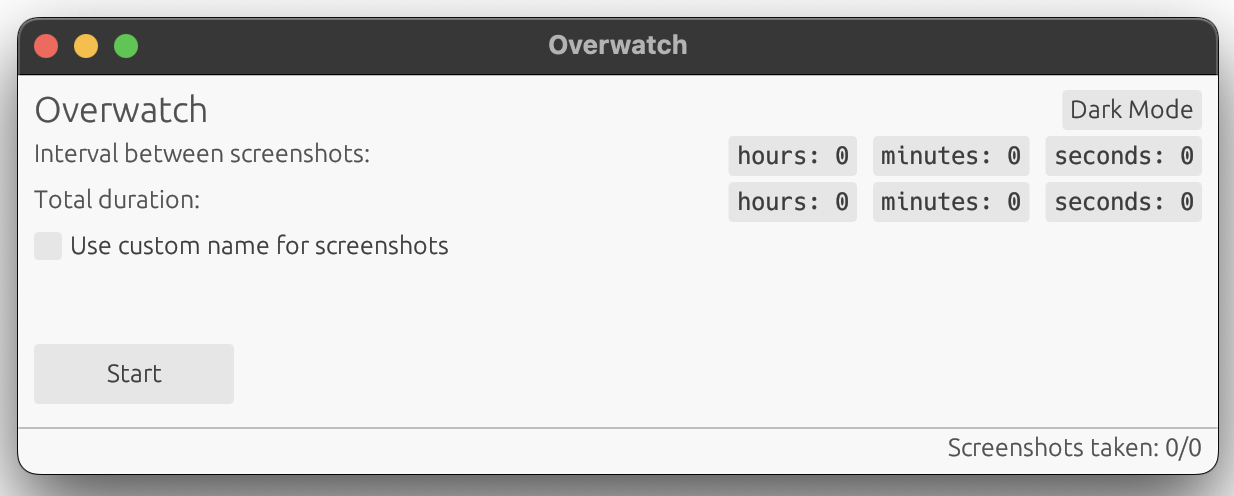 Overwatch
Overwatch Dark Mode
Interval between screenshots: hours: 0 minutes: 0 seconds: 0
Total duration: hours: 0 minutes: 0 seconds: 0
Use custom name for screenshots
Start
Screenshots taken: 0/0